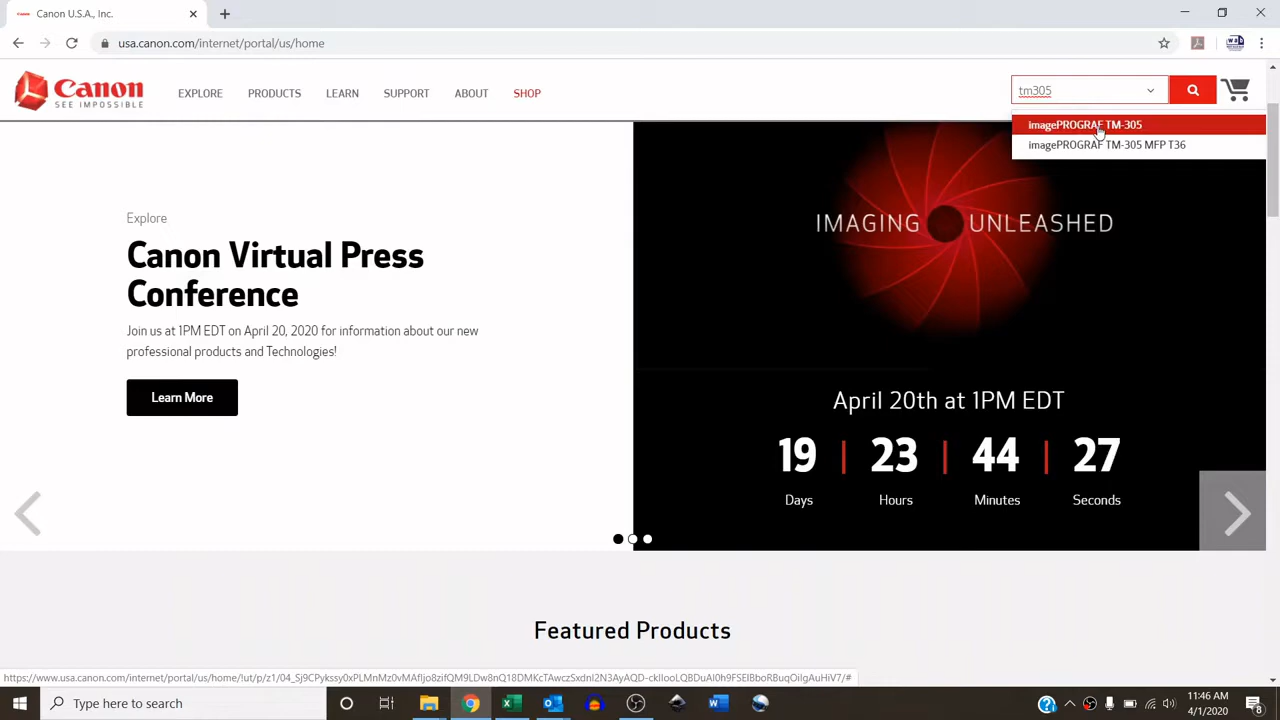 Canon U.S.A., Inc.
usa.canon.com/internet/portal/us/home
Canon
SEE IMPOSSIBLE
EXPLORE PRODUCTS LEARN SUPPORT ABOUT SHOP
tm305
imagePROGRAF TM-305
imagePROGRAF TM-305 MFP T36
Explore
Canon Virtual Press
Conference
Join us at 1PM EDT on April 20, 2020 for information about our new
professional products and Technologies!
Learn More
IMAGING UNLEASHED
April 20th at 1PM EDT
19 | 23 | 44 | 27
Days Hours Minutes Seconds
Featured Products
Type here to search
11:46 AM
4/1/2020
8